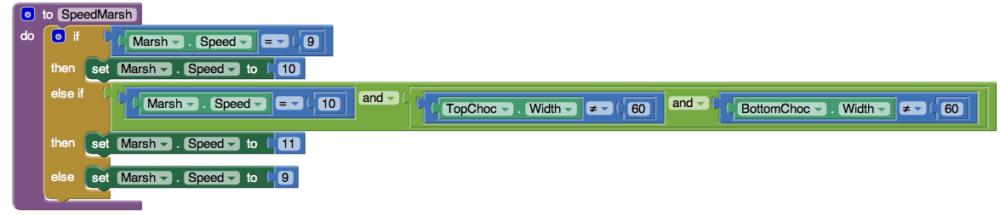 to SpeedMarsh
do if Marsh . Speed = 9
then set Marsh . Speed to 10
else if Marsh . Speed = 10 and TopChoc . Width ≠ 60 and BottomChoc . Width ≠ 60
then set Marsh . Speed to 11
else set Marsh . Speed to 9